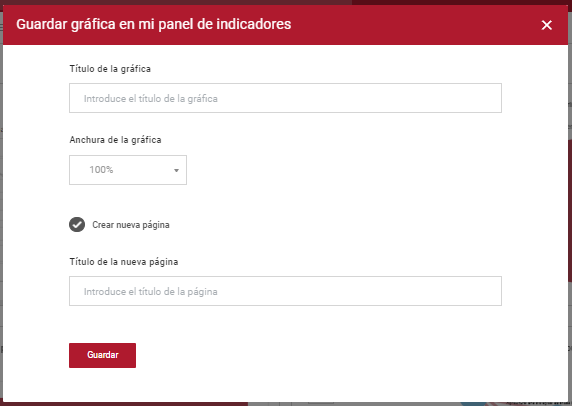 Guardar gráfica en mi panel de indicadores
Título de la gráfica
Introduce el título de la gráfica
Anchura de la gráfica
100%
Crear nueva página
Título de la nueva página
Introduce el título de la página
Guardar